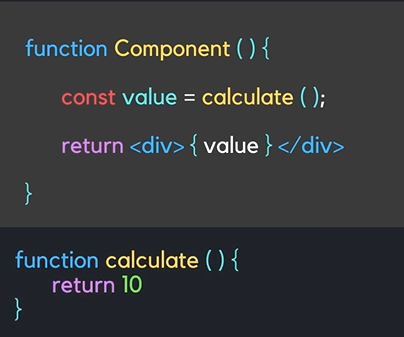 function Component ( ) {
const value = calculate ( );
return <div> { value } </div>
}
function calculate ( ) {
return 10
}